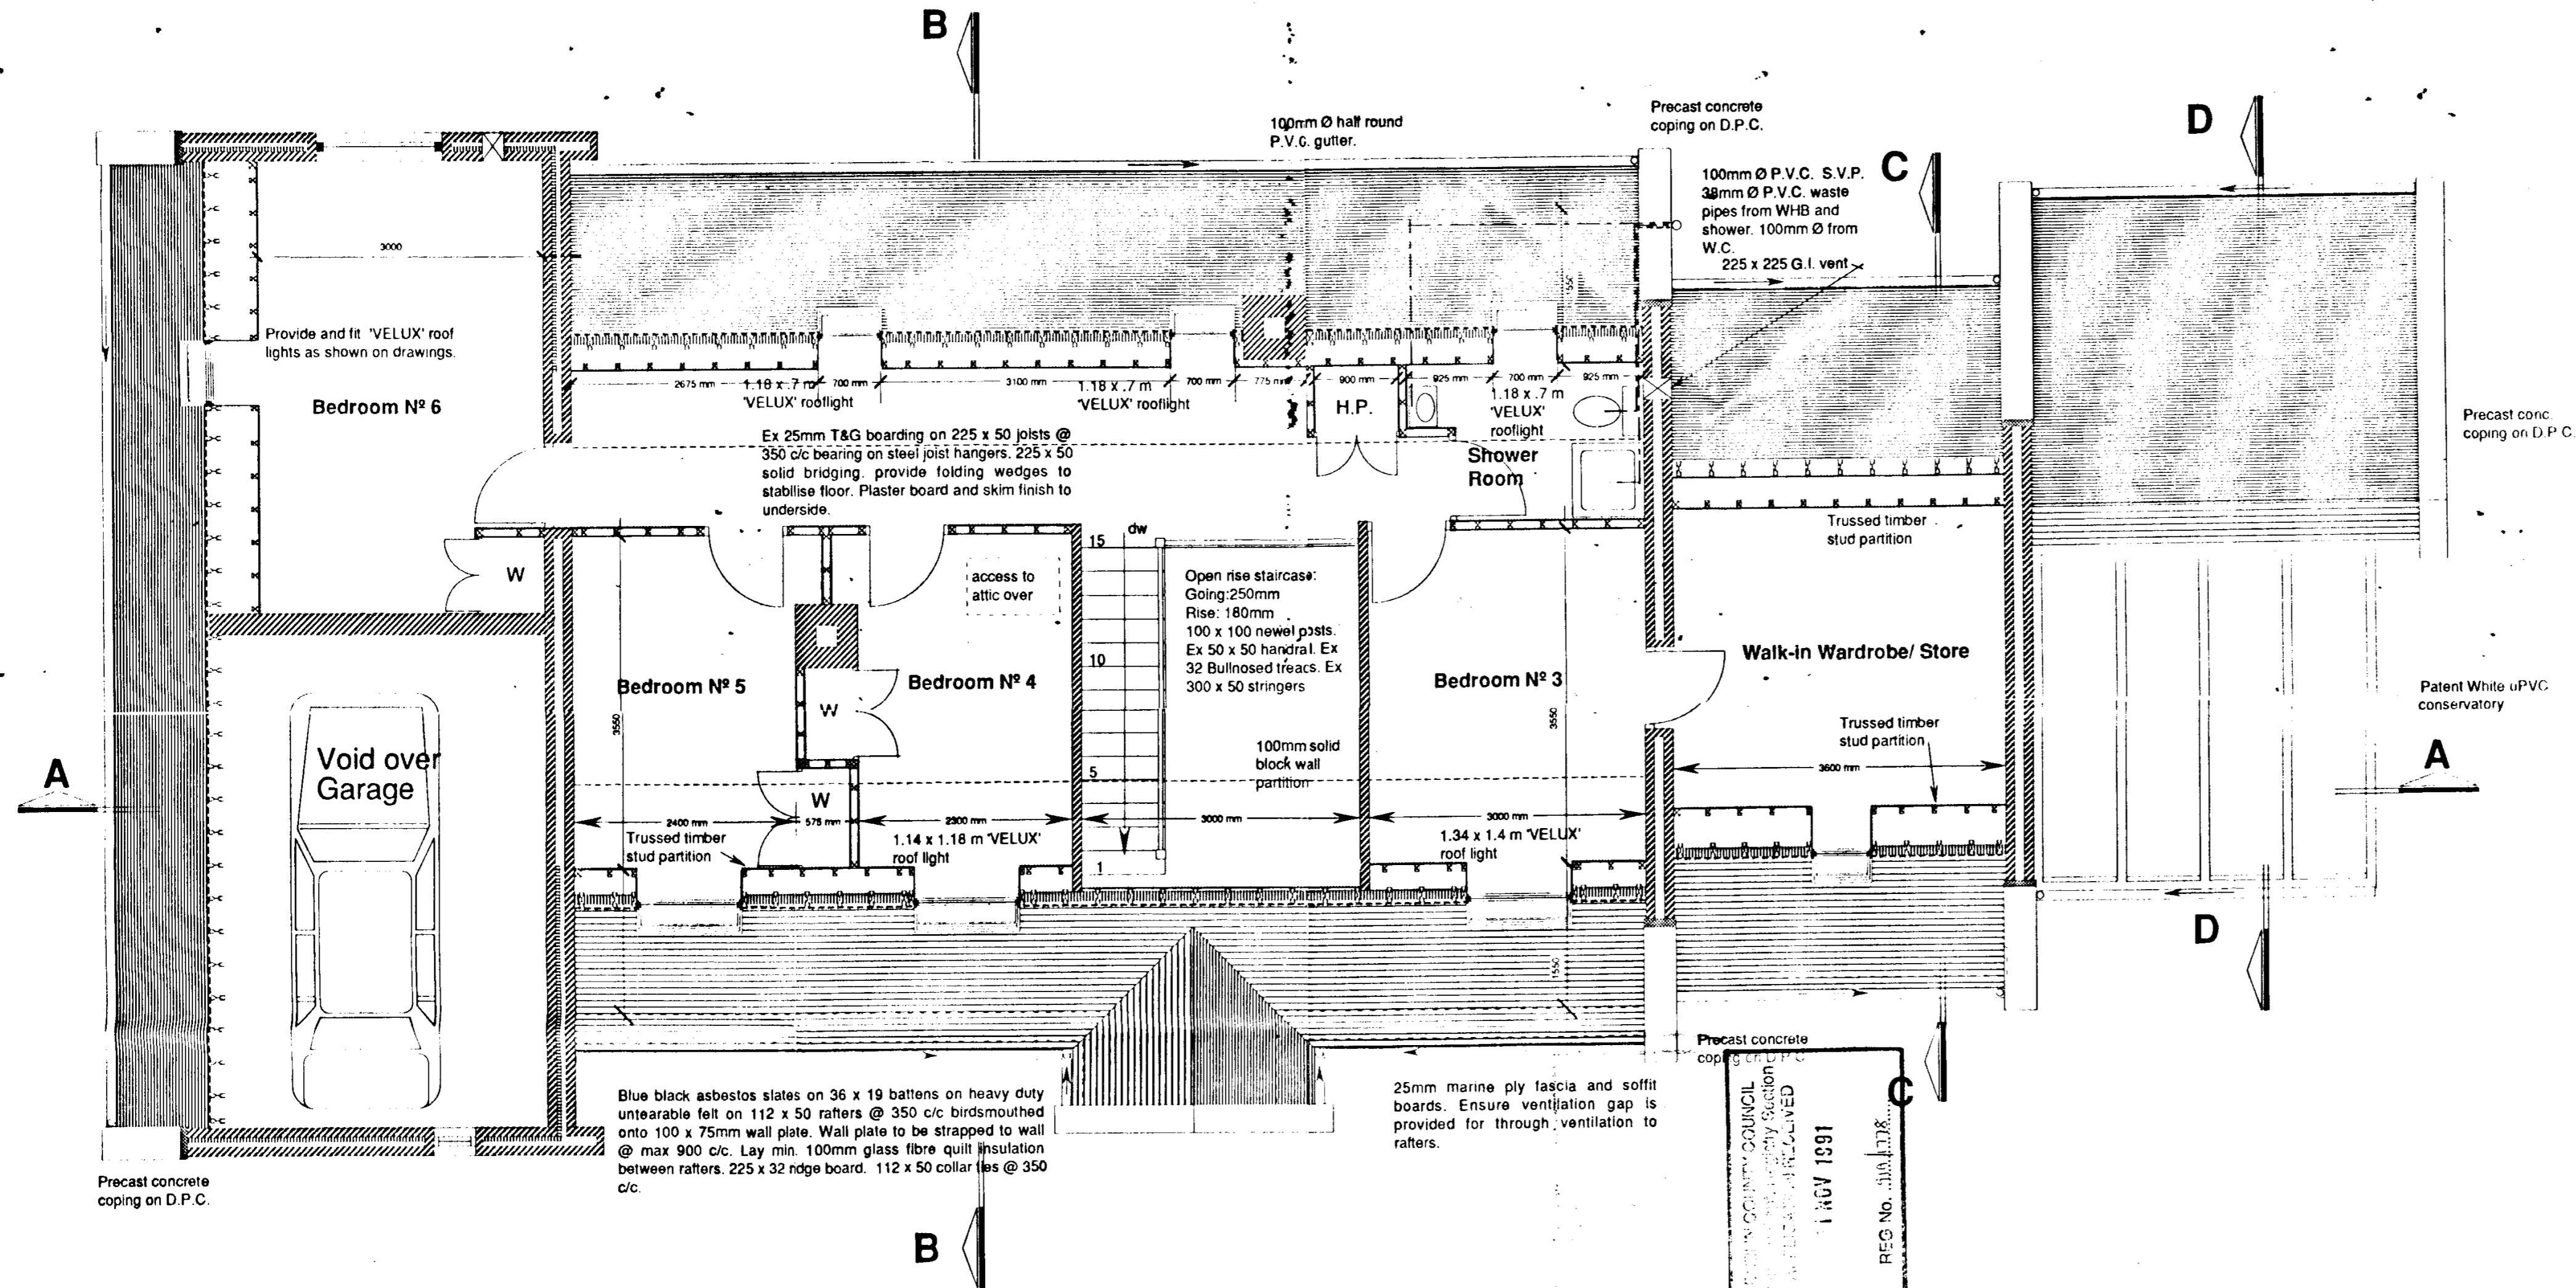 B
100mm Ø half round
P.V.C. gutter.
Precast concrete
coping on D.P.C.
D
100mm Ø P.V.C. S.V.P.
38mm Ø P.V.C. waste
pipes from WHB and
shower. 100mm Ø from
W.C.
225 x 225 G.I. vent
C
3000
Provide and fit 'VELUX' roof
lights as shown on drawings.
Bedroom Nº 6
2675 mm
1.18 x .7 m
'VELUX' rooflight
700 mm
3100 mm
1.18 x .7 m
'VELUX' rooflight
700 mm
775 mm
900 mm
H.P.
925 mm
700 mm
925 mm
1.18 x .7 m
'VELUX'
rooflight
Precast conc.
coping on D.P.C.
Ex 25mm T&G boarding on 225 x 50 joists @
350 c/c bearing on steel joist hangers. 225 x 50
solid bridging. provide folding wedges to
stabilise floor. Plaster board and skim finish to
underside.
Shower
Room
Trussed timber
stud partition
W
access to
attic over
dw
15
10
5
1
Open rise staircase:
Going:250mm
Rise: 180mm
100 x 100 newel posts.
Ex 50 x 50 handral. Ex
32 Bullnosed treacs. Ex
300 x 50 stringers
Bedroom Nº 5
Bedroom Nº 4
W
Bedroom Nº 3
Walk-in Wardrobe/ Store
Patent White uPVC
conservatory
3550
3550
Void over
Garage
A
100mm solid
block wall
partition
Trussed timber
stud partition
A
W
2400 mm
575 mm
2300 mm
3000 mm
3000 mm
3600 mm
Trussed timber
stud partition
1.14 x 1.18 m 'VELUX'
roof light
1.34 x 1.4 m 'VELUX'
roof light
D
1550
Precast concrete
coping on D.P.C.
Blue black asbestos slates on 36 x 19 battens on heavy duty
untearable felt on 112 x 50 rafters @ 350 c/c birdsmouthed
onto 100 x 75mm wall plate. Wall plate to be strapped to wall
@ max 900 c/c. Lay min. 100mm glass fibre quilt insulation
between rafters. 225 x 32 ridge board. 112 x 50 collar ties @ 350
c/c.
25mm marine ply fascia and soffit
boards. Ensure ventilation gap is
provided for through ventilation to
rafters.
C
COUNTY COUNCIL
Section
RECEIVED
NOV 1991
REG No.
Precast concrete
coping on D.P.C.
B